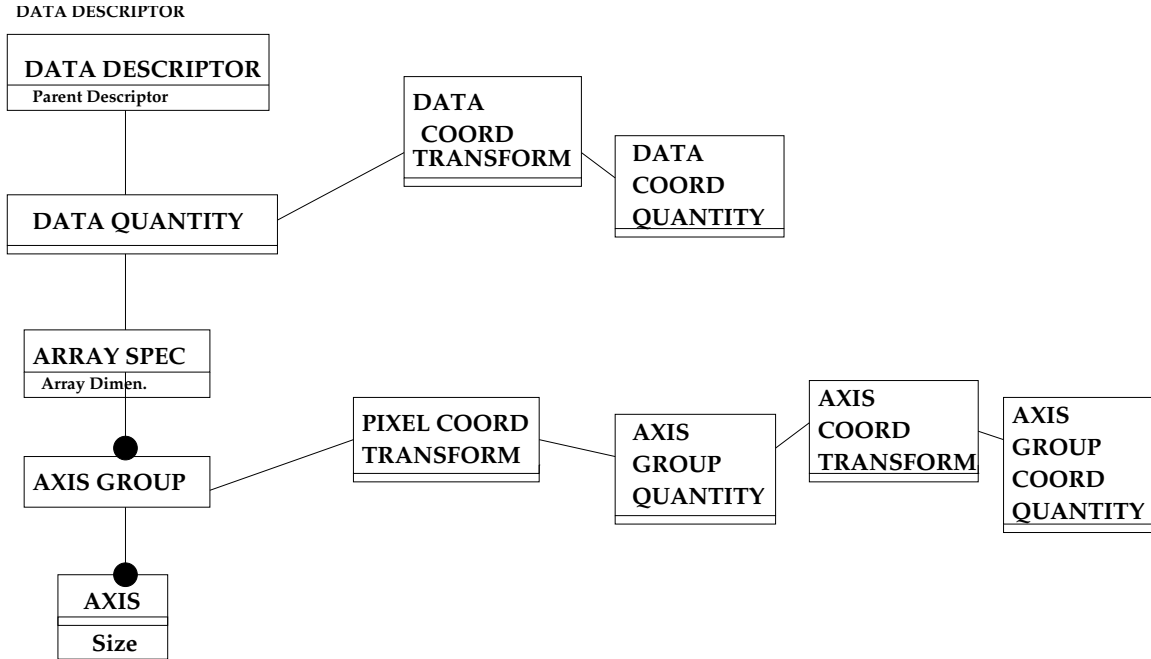 DATA DESCRIPTOR
DATA DESCRIPTOR
Parent Descriptor
DATA
COORD
TRANSFORM
DATA
COORD
QUANTITY
DATA QUANTITY
ARRAY SPEC
Array Dimen.
AXIS GROUP
PIXEL COORD
TRANSFORM
AXIS
GROUP
QUANTITY
AXIS
COORD
TRANSFORM
AXIS
GROUP
COORD
QUANTITY
AXIS
Size